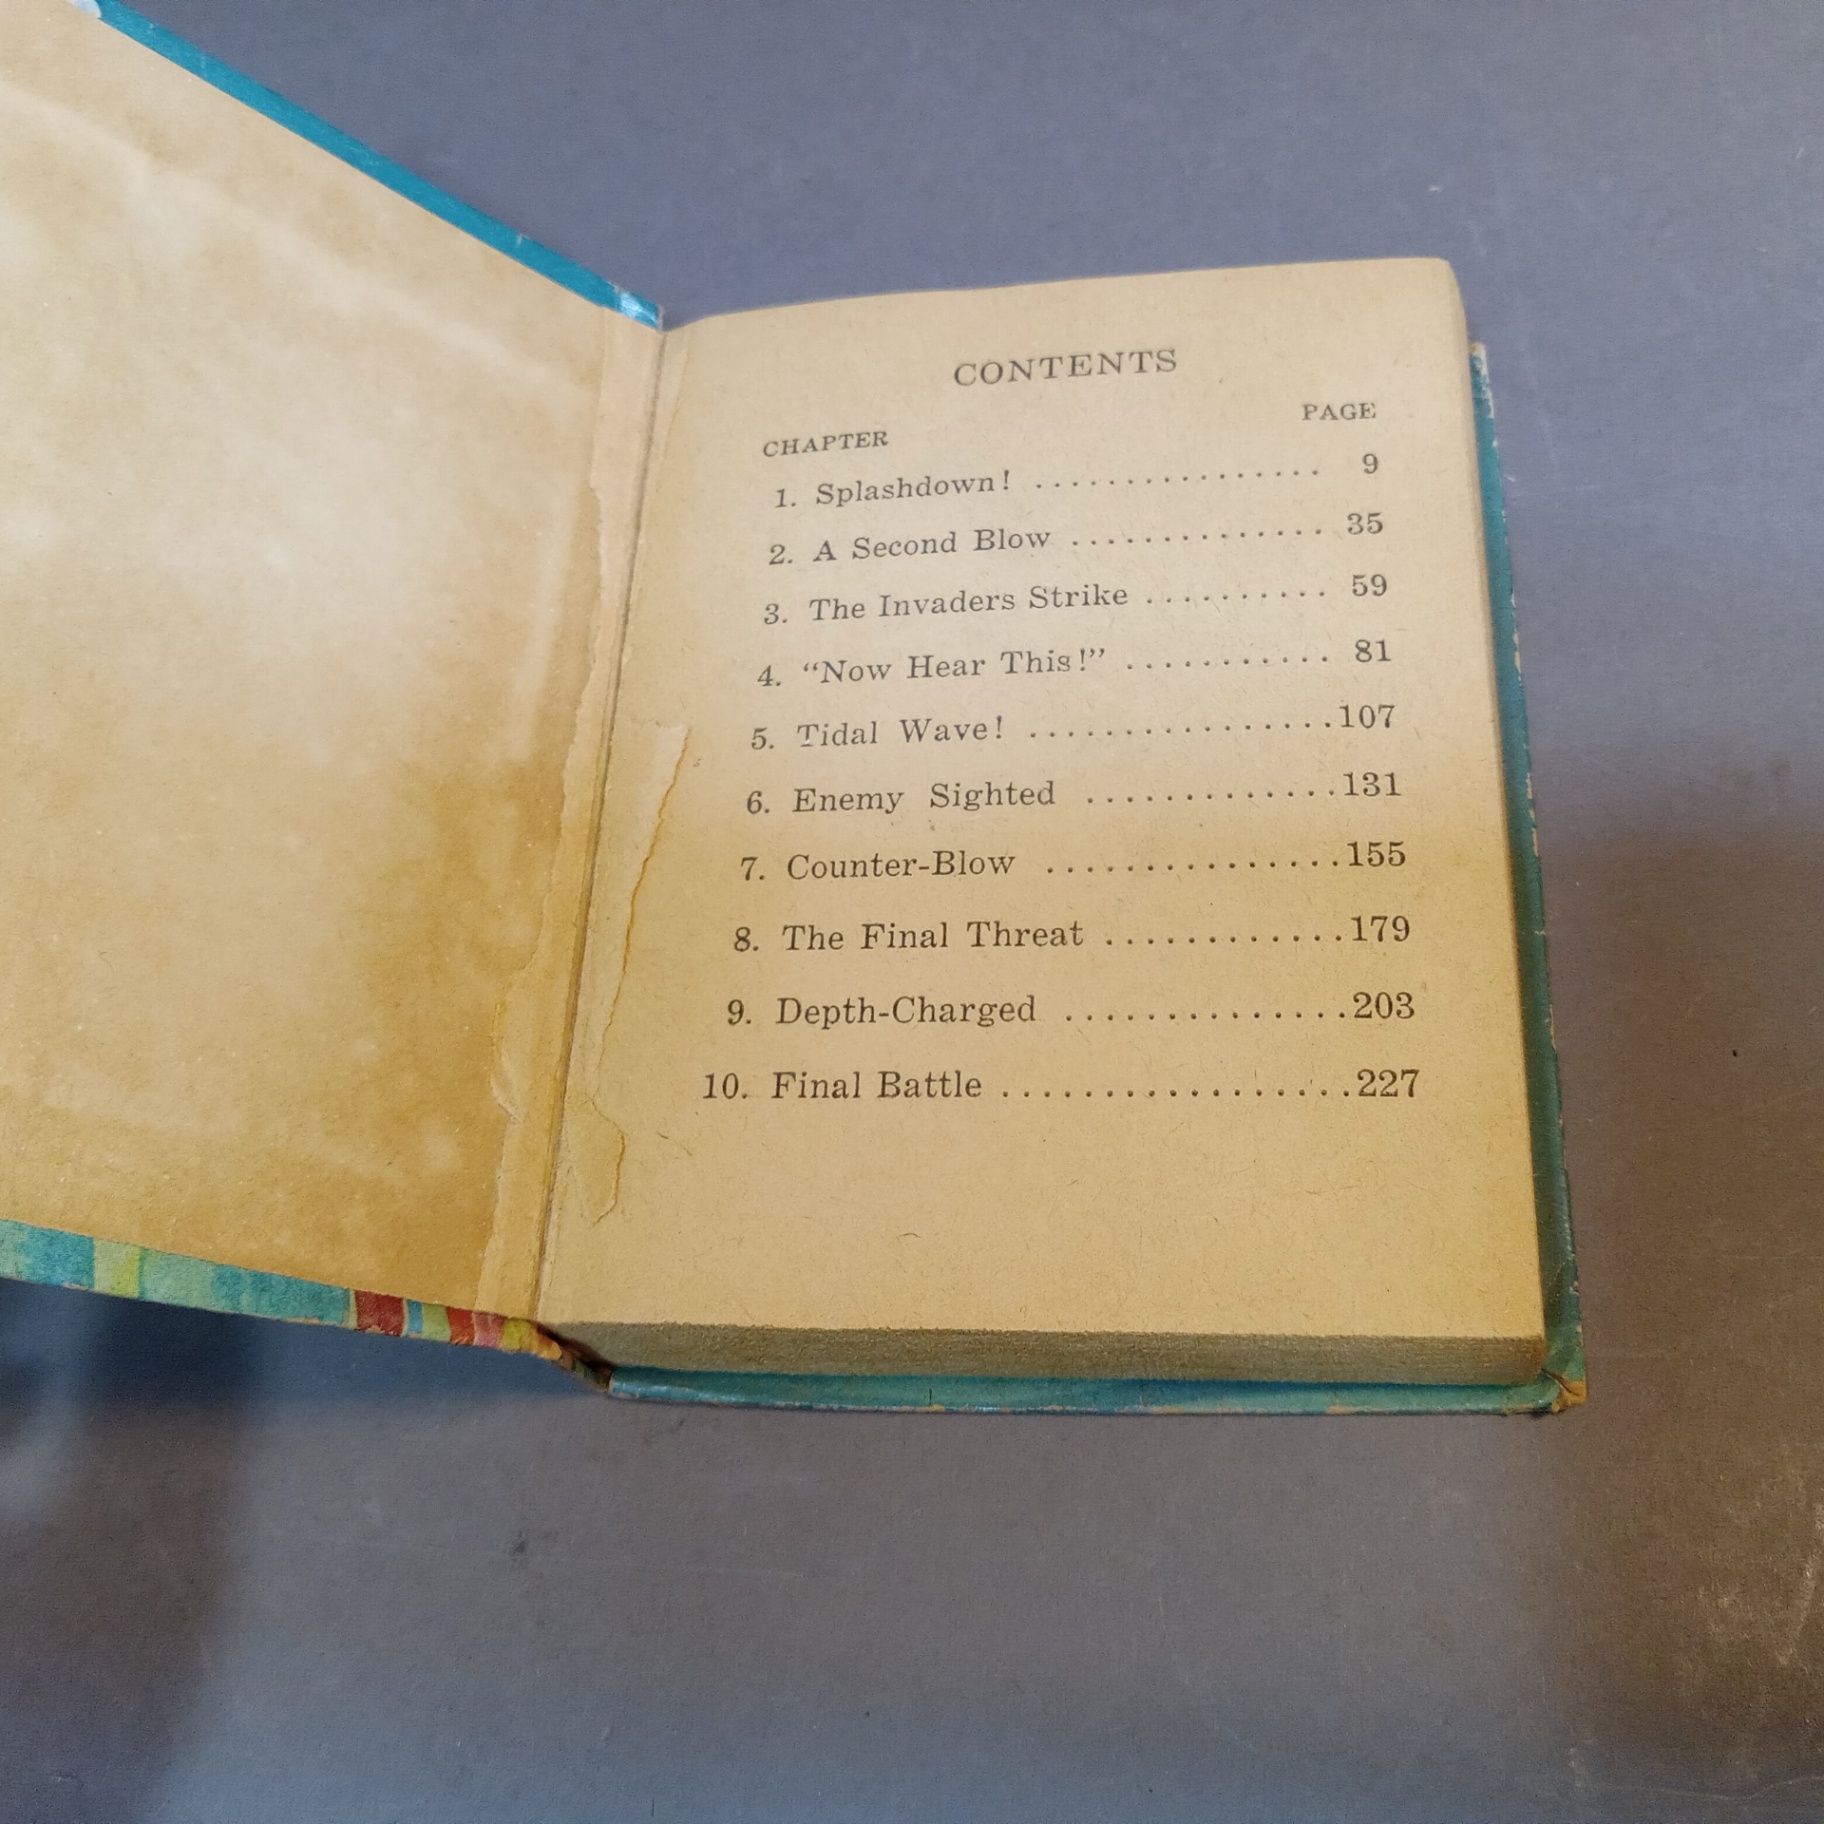 CONTENTS
CHAPTER PAGE
1. Splashdown! ................ 9
2. A Second Blow .............. 35
3. The Invaders Strike .......... 59
4. “Now Hear This!” ........... 81
5. Tidal Wave! .................107
6. Enemy Sighted ..............131
7. Counter-Blow ...............155
8. The Final Threat ............179
9. Depth-Charged ..............203
10. Final Battle ..................227